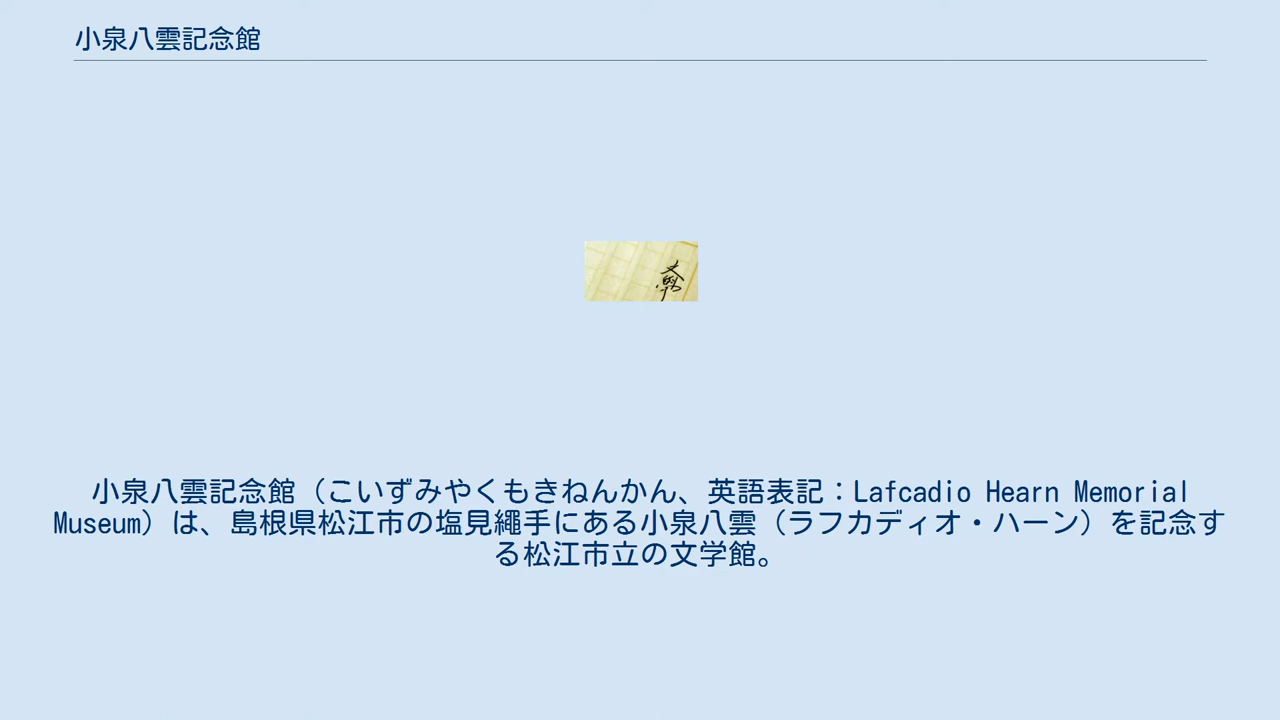 小泉八雲記念館
小泉八雲記念館（こいずみやくもきねんかん、英語表記：Lafcadio Hearn Memorial
Museum）は、島根県松江市の塩見繩手にある小泉八雲（ラフカディオ・ハーン）を記念す
る松江市立の文学館。